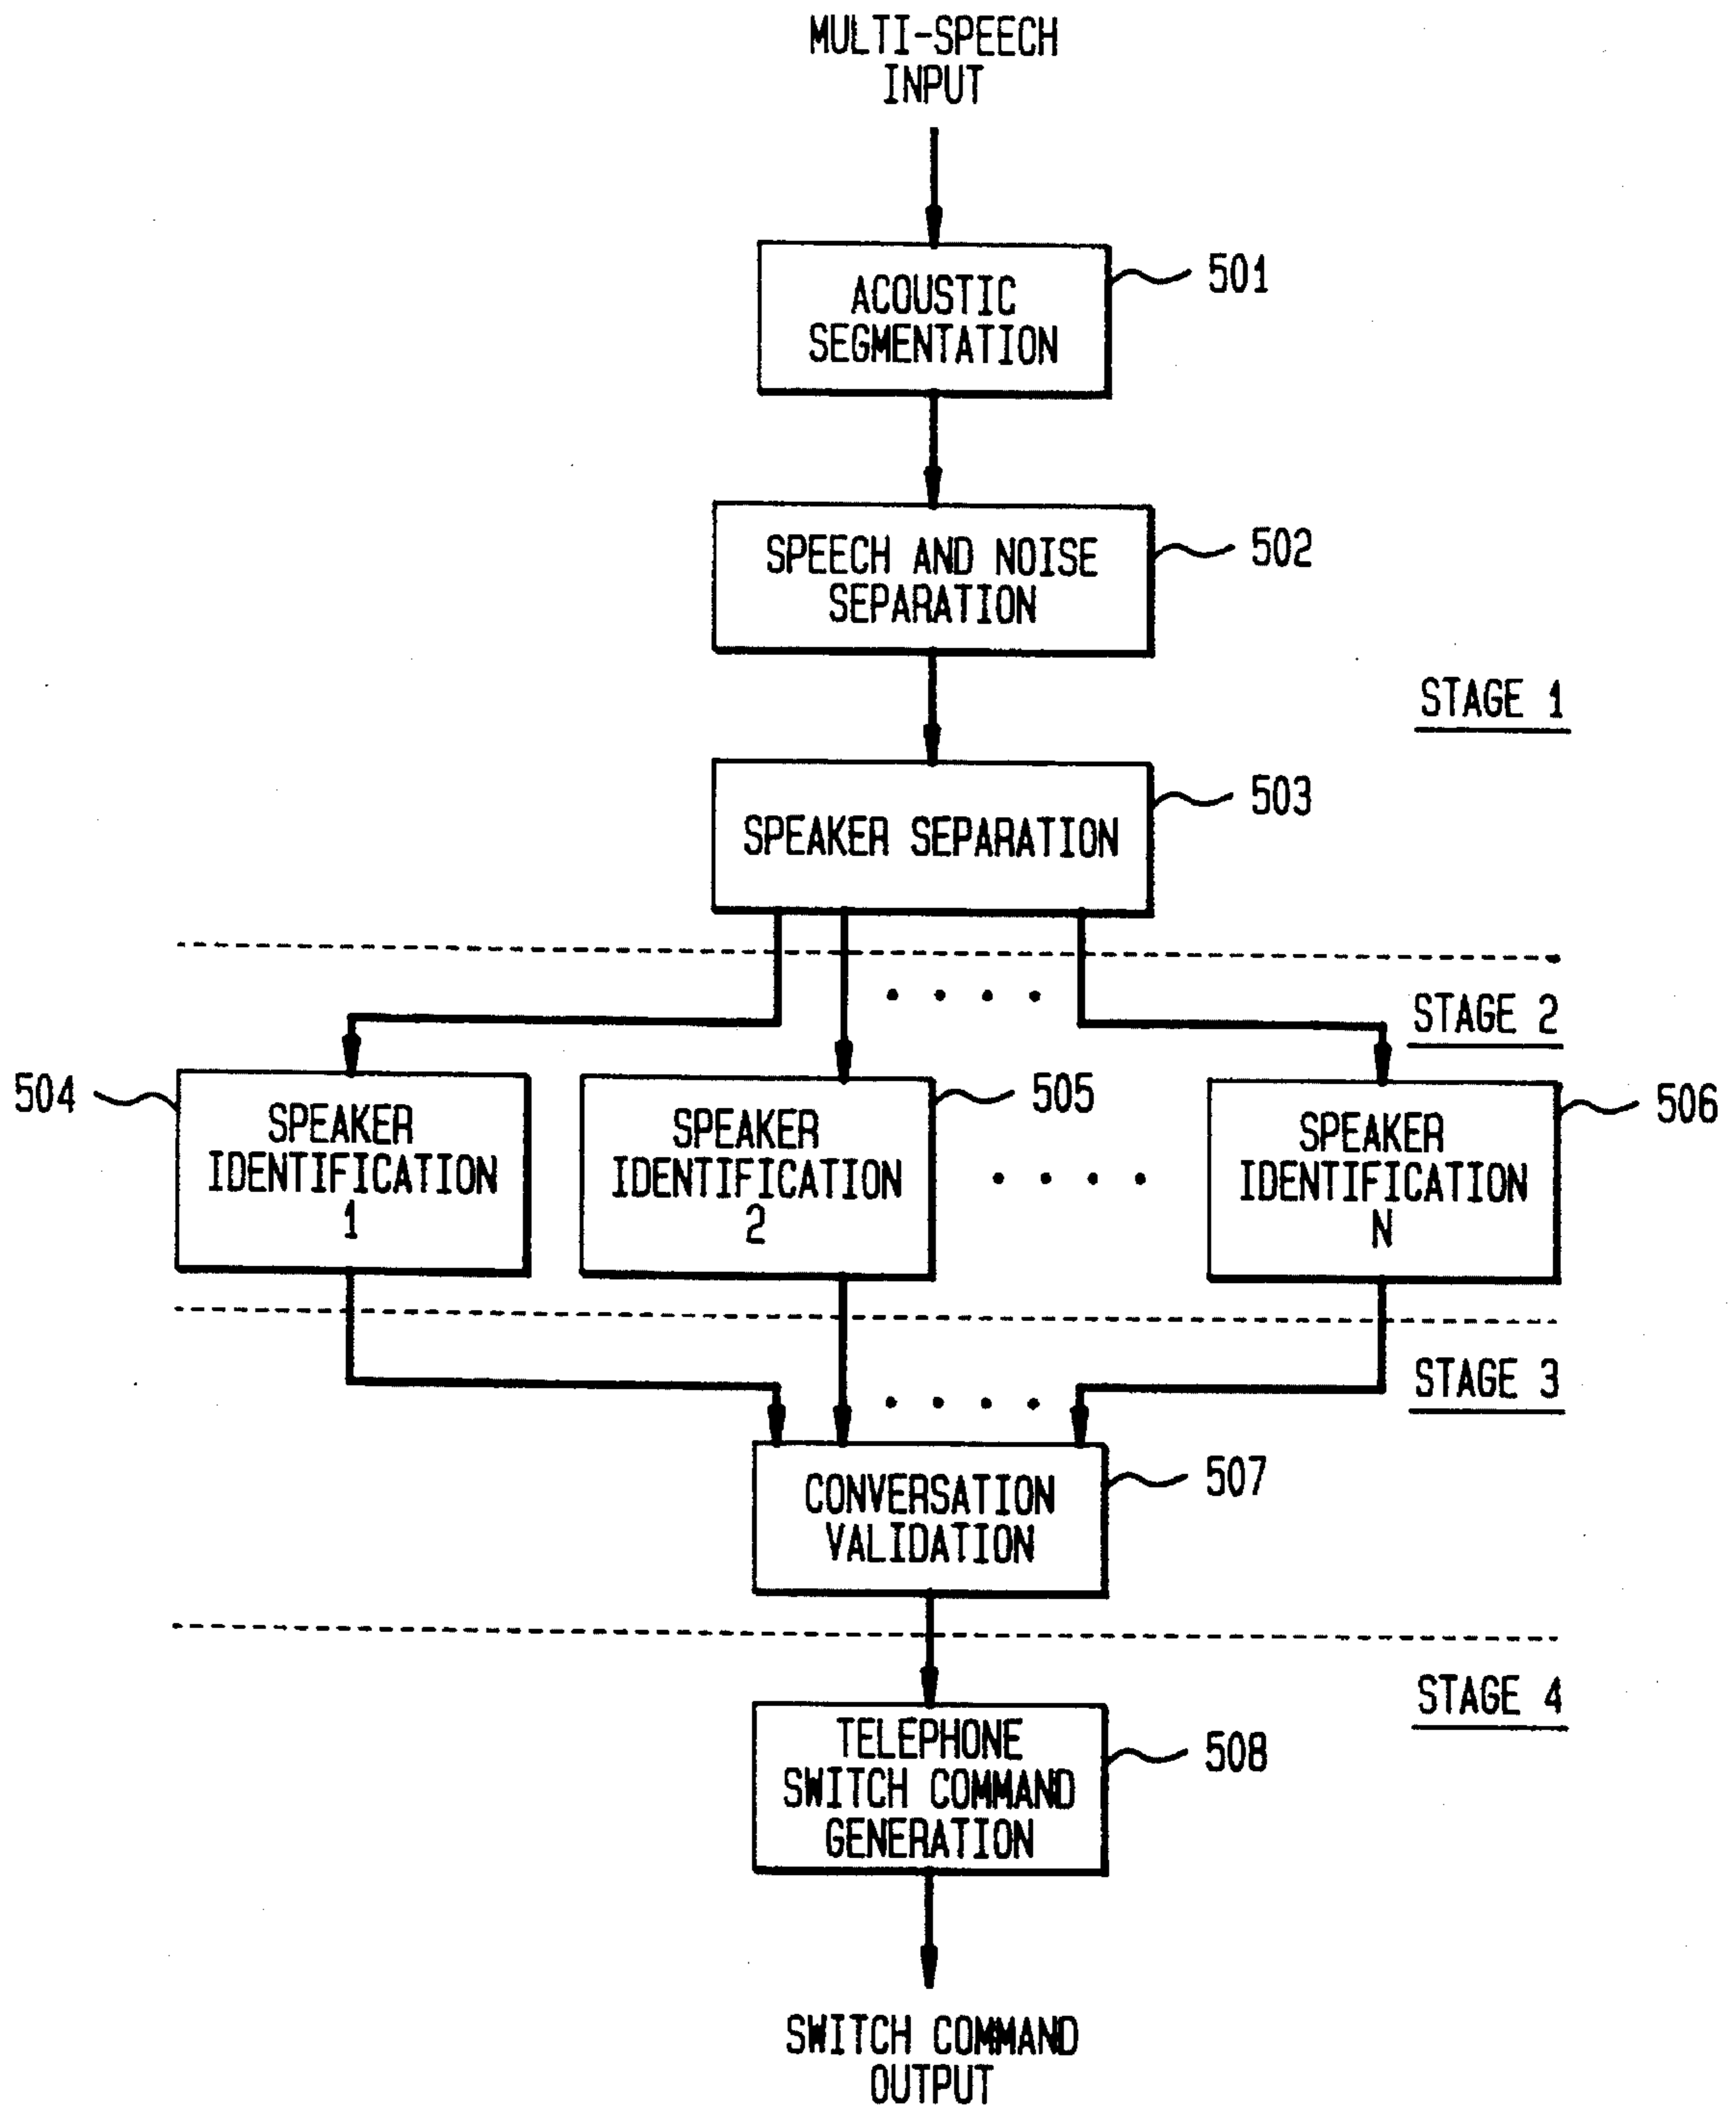 MULTI-SPEECH
INPUT
501
ACOUSTIC
SEGMENTATION
502
SPEECH AND NOISE
SEPARATION
STAGE 1
503
SPEAKER SEPARATION
STAGE 2
504
505
506
SPEAKER
IDENTIFICATION
1
SPEAKER
IDENTIFICATION
2
SPEAKER
IDENTIFICATION
N
STAGE 3
507
CONVERSATION
VALIDATION
STAGE 4
508
TELEPHONE
SWITCH COMMAND
GENERATION
SWITCH COMMAND
OUTPUT